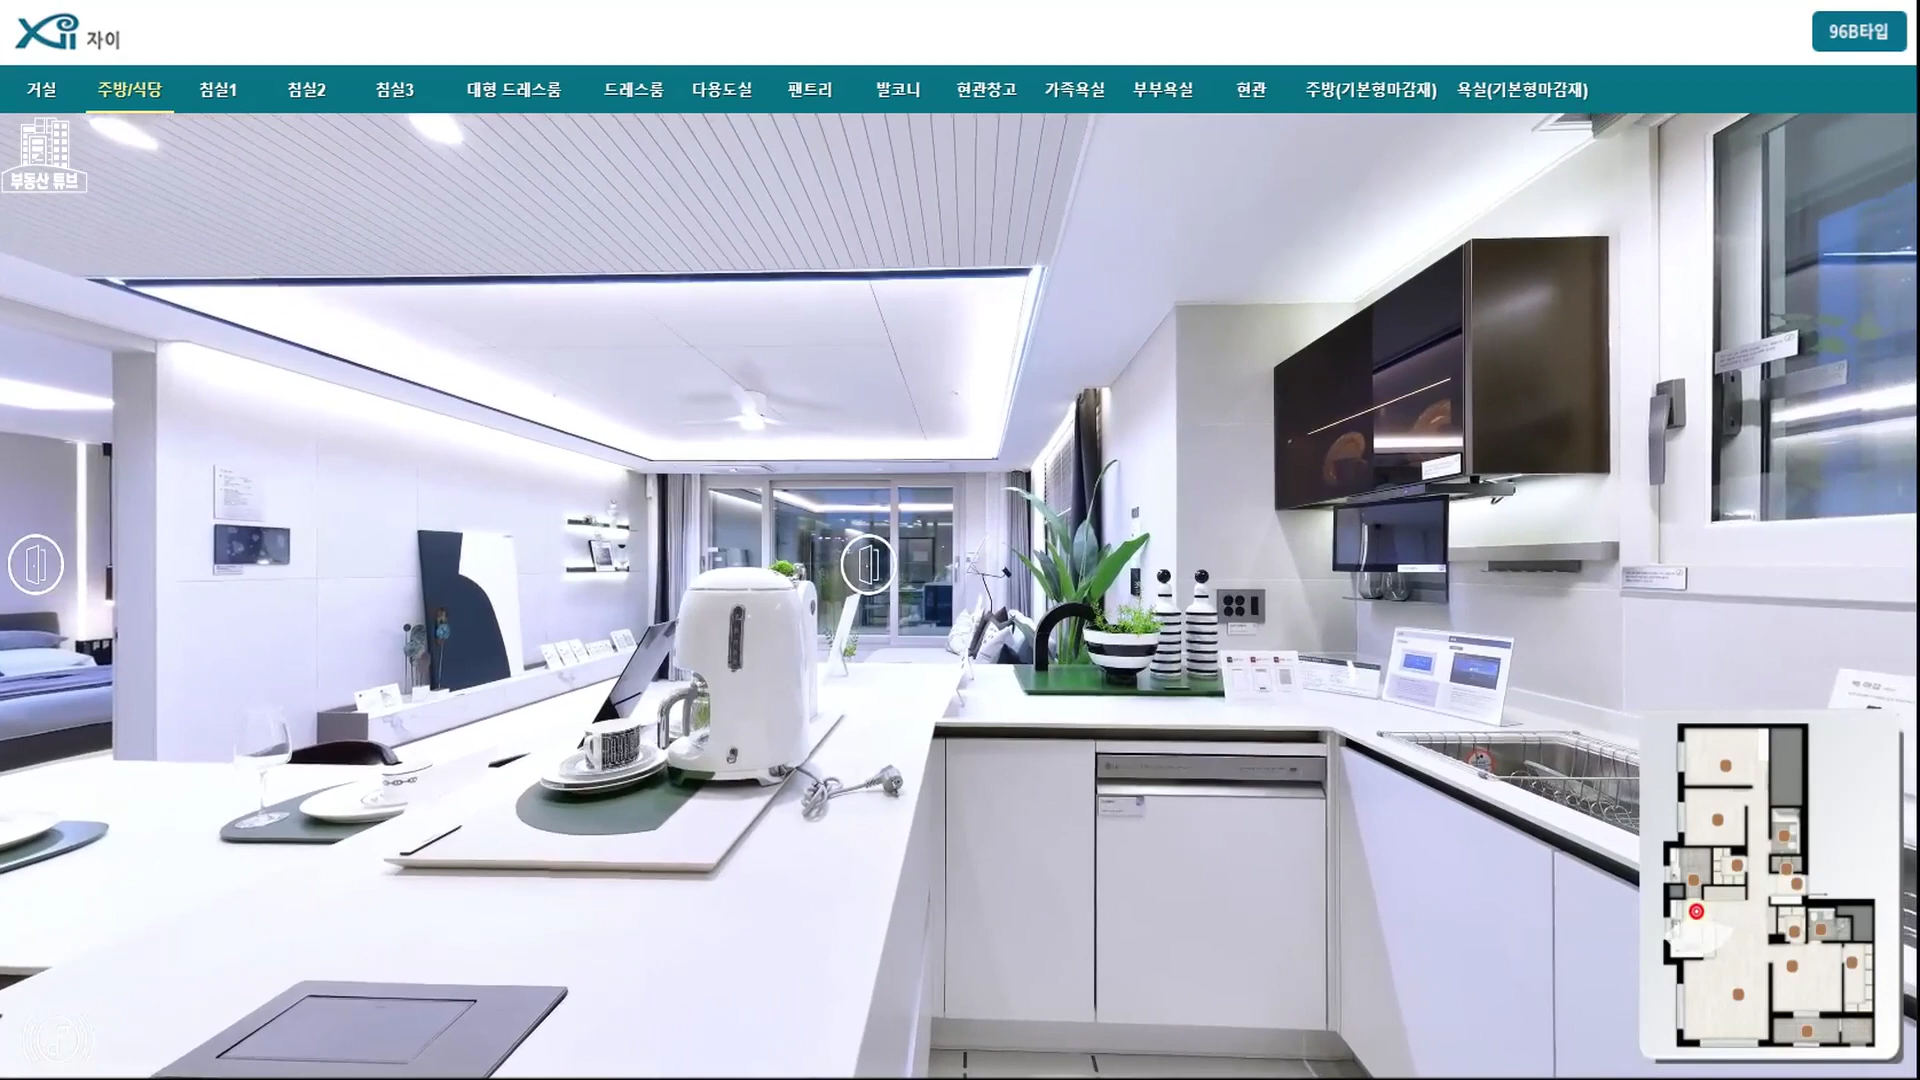 Xii 자이
96B타입
거실 주방/식당 침실1 침실2 침실3 대형 드레스룸 드레스룸 다용도실 팬트리 발코니 현관창고 가족욕실 부부욕실 현관 주방(기본형마감재) 욕실(기본형마감재)
부동산 튜브